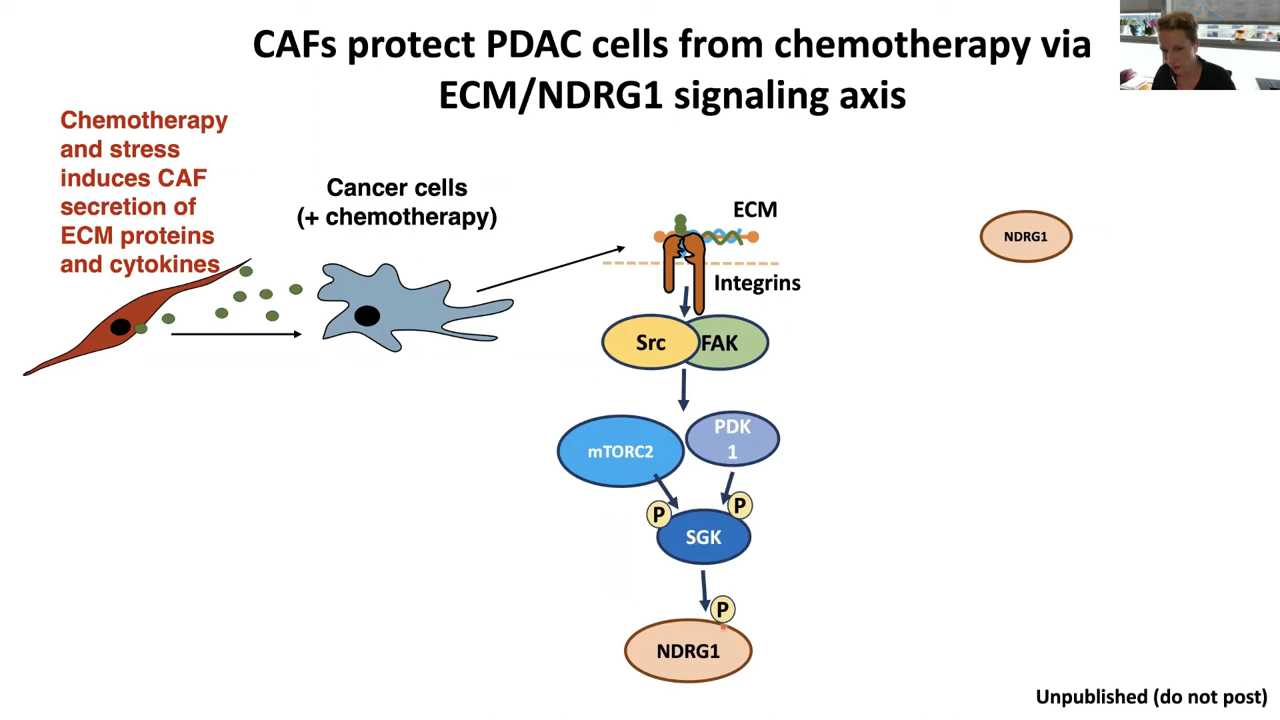 CAFs protect PDAC cells from chemotherapy via
ECM/NDRG1 signaling axis
Chemotherapy
and stress
induces CAF
secretion of
ECM proteins
and cytokines
Cancer cells
(+ chemotherapy)
ECM
Integrins
NDRG1
Src
FAK
mTORC2
PDK
1
P
P
SGK
P
NDRG1
Unpublished (do not post)